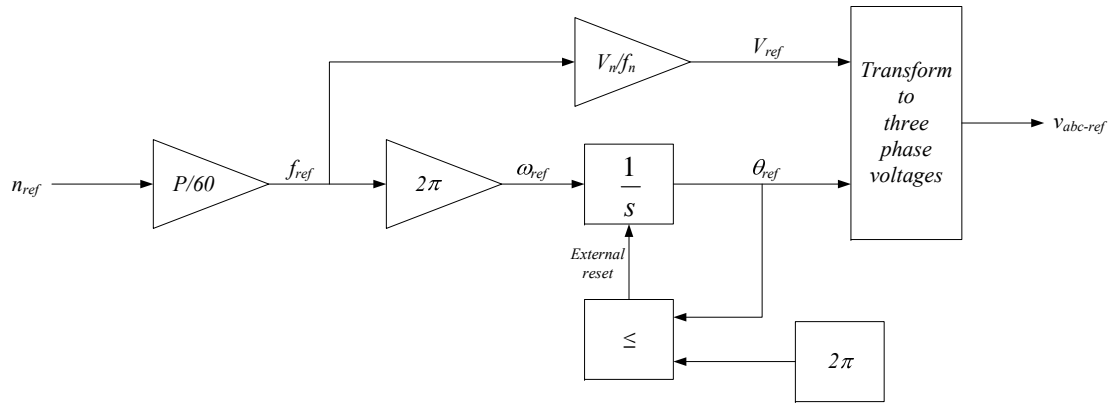 V_n/f_n
V_ref
Transform
to
three
phase
voltages
v_abc-ref
n_ref
P/60
f_ref
2π
ω_ref
1
s
θ_ref
External
reset
≤
2π